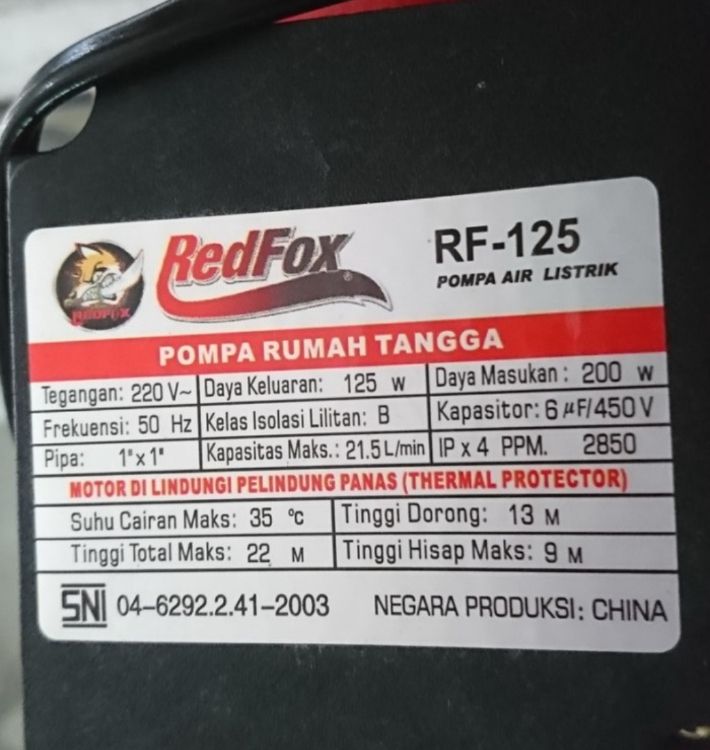 REDFOX
RedFox®
RF-125
POMPA AIR LISTRIK
POMPA RUMAH TANGGA
Tegangan: 220 V~ Daya Keluaran: 125 W Daya Masukan: 200 W
Frekuensi: 50 Hz Kelas Isolasi Lilitan: B Kapasitor: 6 µF/450 V
Pipa: 1"x1" Kapasitas Maks.: 21.5 L/min IP x 4 PPM. 2850
MOTOR DI LINDUNGI PELINDUNG PANAS (THERMAL PROTECTOR)
Suhu Cairan Maks: 35 °C Tinggi Dorong: 13 M
Tinggi Total Maks: 22 M Tinggi Hisap Maks: 9 M
SNI 04-6292.2.41-2003 NEGARA PRODUKSI: CHINA